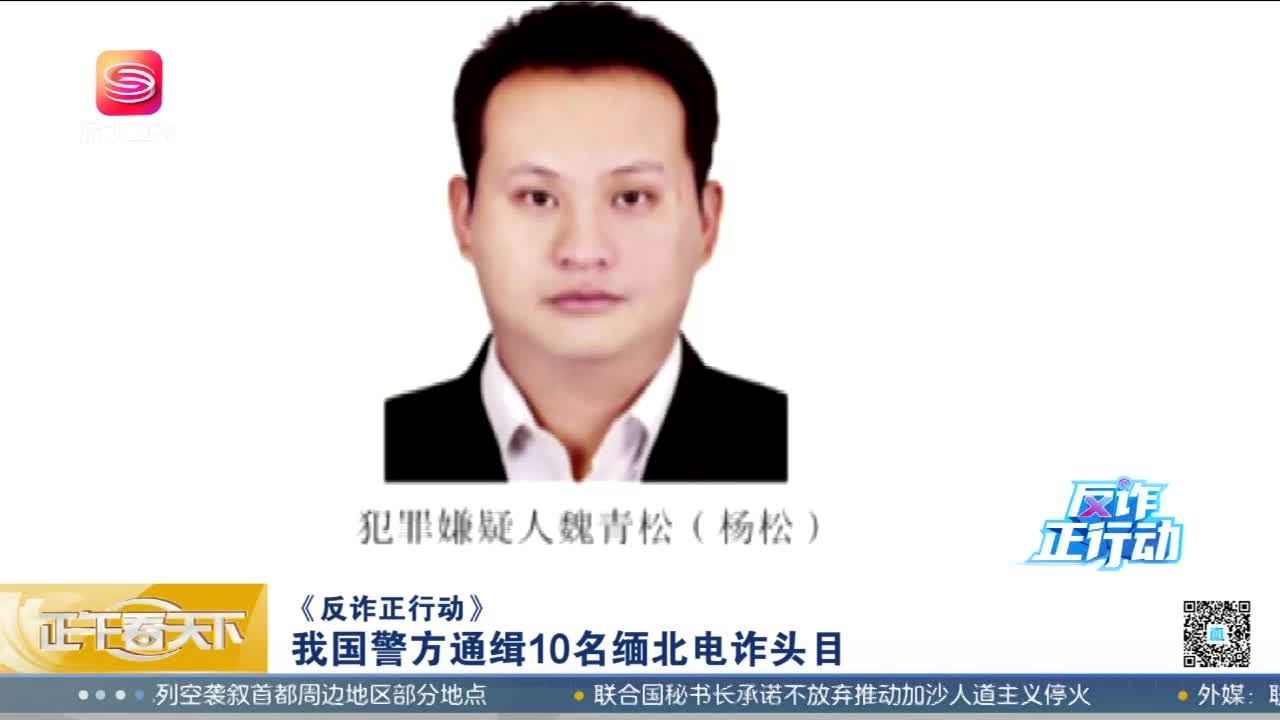 犯罪嫌疑人魏青松（杨松）
反诈
正行动
正午看天下
《反诈正行动》
我国警方通缉10名缅北电诈头目
列空袭叙首都周边地区部分地点
联合国秘书长承诺不放弃推动加沙人道主义停火
外媒：